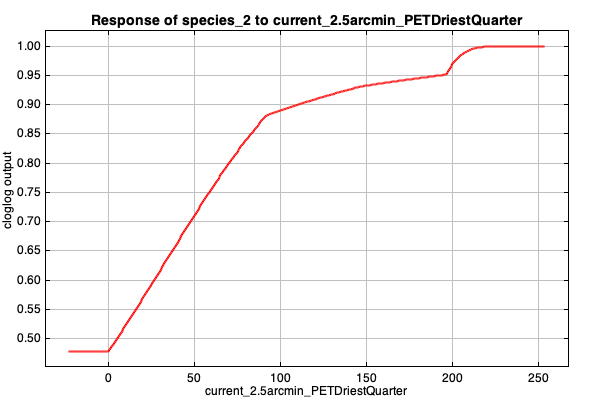 Response of species_2 to current_2.5arcmin_PETDriestQuarter
1.00
0.95
0.90
0.85
0.80
0.75
0.70
0.65
0.60
0.55
0.50
cloglog output
0 50 100 150 200 250
current_2.5arcmin_PETDriestQuarter